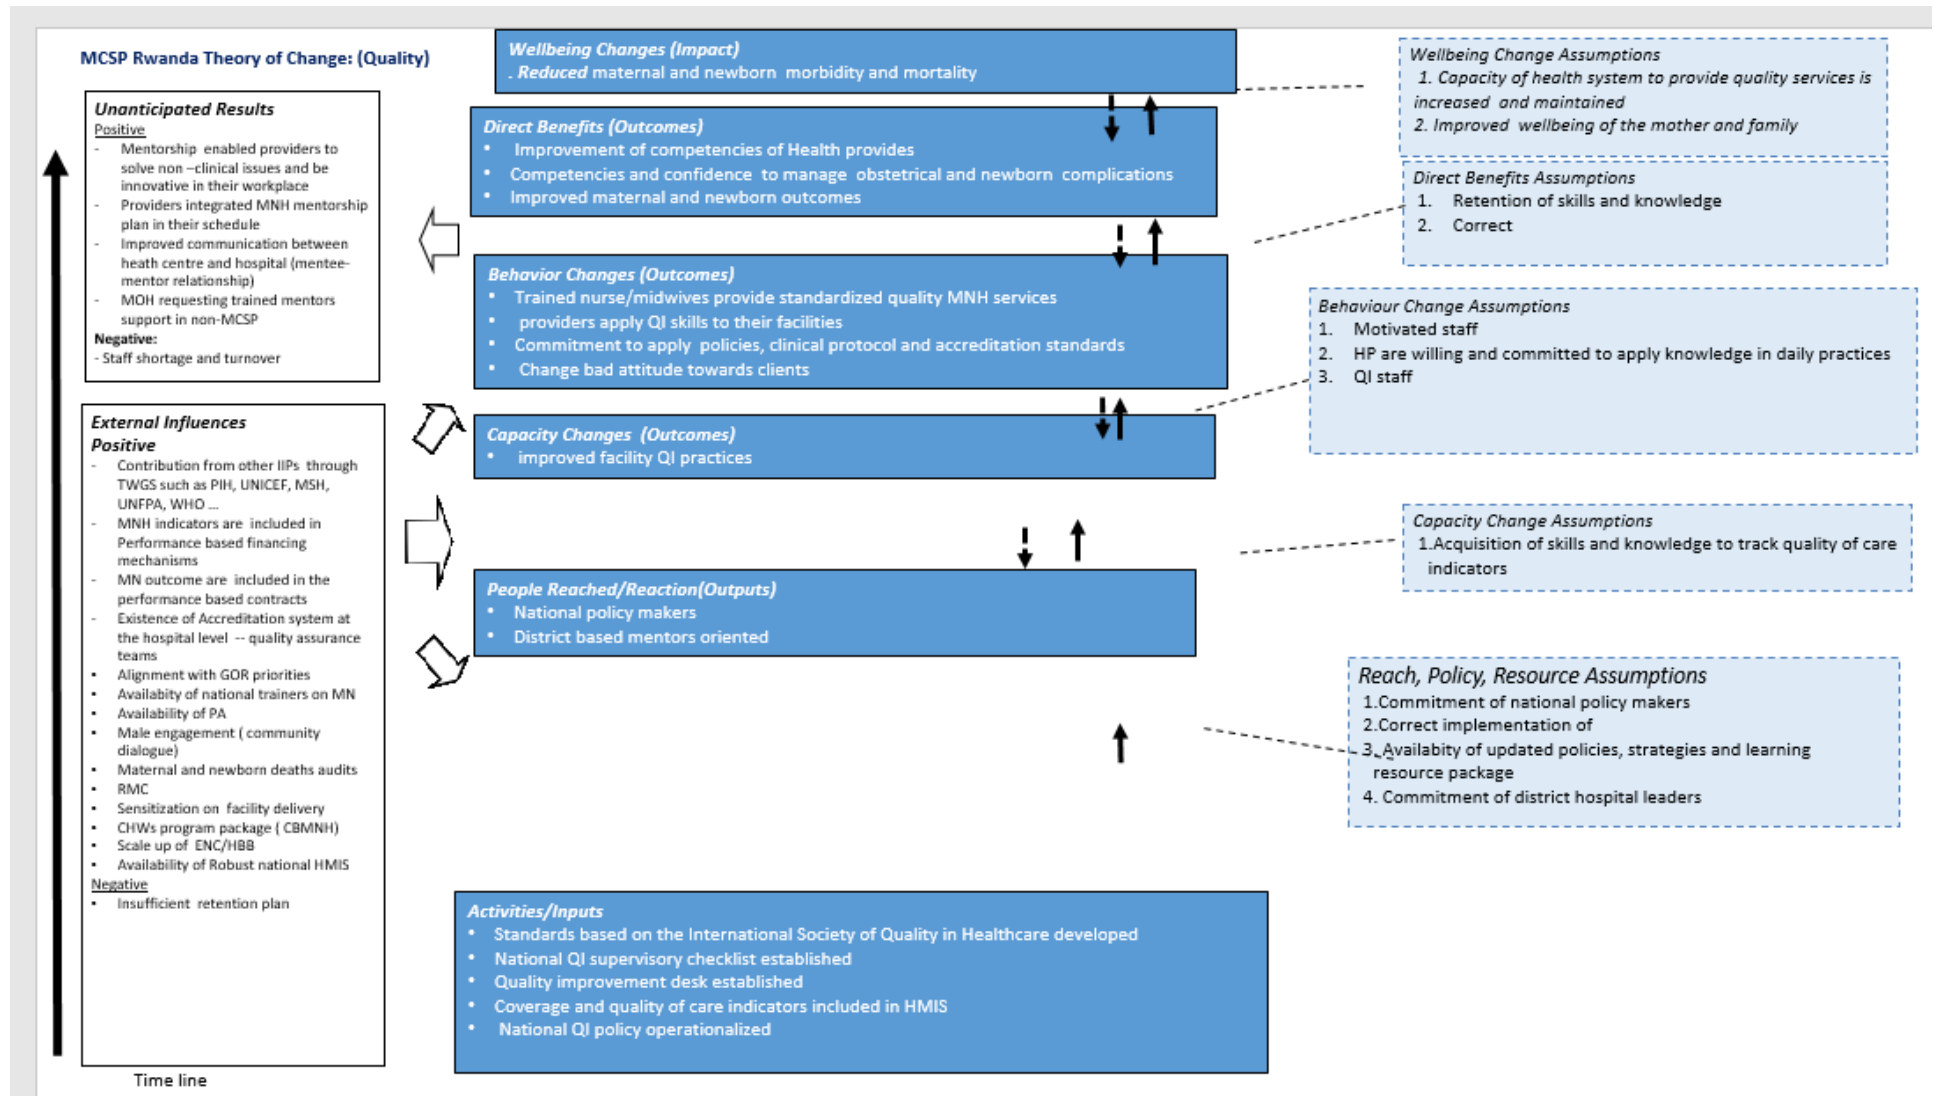 MCSP Rwanda Theory of Change: (Quality)
Unanticipated Results
Positive
- Mentorship enabled providers to
solve non –clinical issues and be
innovative in their workplace
- Providers integrated MNH mentorship
plan in their schedule
- Improved communication between
heath centre and hospital (mentee-
mentor relationship)
- MOH requesting trained mentors
support in non-MCSP
Negative:
- Staff shortage and turnover
External Influences
Positive
- Contribution from other IIPs through
TWGS such as PIH, UNICEF, MSH,
UNFPA, WHO ...
- MNH indicators are included in
Performance based financing
mechanisms
- MN outcome are included in the
performance based contracts
- Existence of Accreditation system at
the hospital level -- quality assurance
teams
▪ Alignment with GOR priorities
▪ Availabity of national trainers on MN
▪ Availability of PA
▪ Male engagement ( community
dialogue)
▪ Maternal and newborn deaths audits
▪ RMC
▪ Sensitization on facility delivery
▪ CHWs program package ( CBMNH)
▪ Scale up of ENC/HBB
▪ Availability of Robust national HMIS
Negative
▪ Insufficient retention plan
Time line
Wellbeing Changes (Impact)
. Reduced maternal and newborn morbidity and mortality
Direct Benefits (Outcomes)
• Improvement of competencies of Health provides
• Competencies and confidence to manage obstetrical and newborn complications
• Improved maternal and newborn outcomes
Behavior Changes (Outcomes)
• Trained nurse/midwives provide standardized quality MNH services
• providers apply QI skills to their facilities
• Commitment to apply policies, clinical protocol and accreditation standards
• Change bad attitude towards clients
Capacity Changes (Outcomes)
• improved facility QI practices
People Reached/Reaction(Outputs)
• National policy makers
• District based mentors oriented
Activities/Inputs
• Standards based on the International Society of Quality in Healthcare developed
• National QI supervisory checklist established
• Quality improvement desk established
• Coverage and quality of care indicators included in HMIS
• National QI policy operationalized
Wellbeing Change Assumptions
1. Capacity of health system to provide quality services is
increased and maintained
2. Improved wellbeing of the mother and family
Direct Benefits Assumptions
1. Retention of skills and knowledge
2. Correct
Behaviour Change Assumptions
1. Motivated staff
2. HP are willing and committed to apply knowledge in daily practices
3. QI staff
Capacity Change Assumptions
1.Acquisition of skills and knowledge to track quality of care
indicators
Reach, Policy, Resource Assumptions
1.Commitment of national policy makers
2.Correct implementation of
3. Availabity of updated policies, strategies and learning
resource package
4. Commitment of district hospital leaders